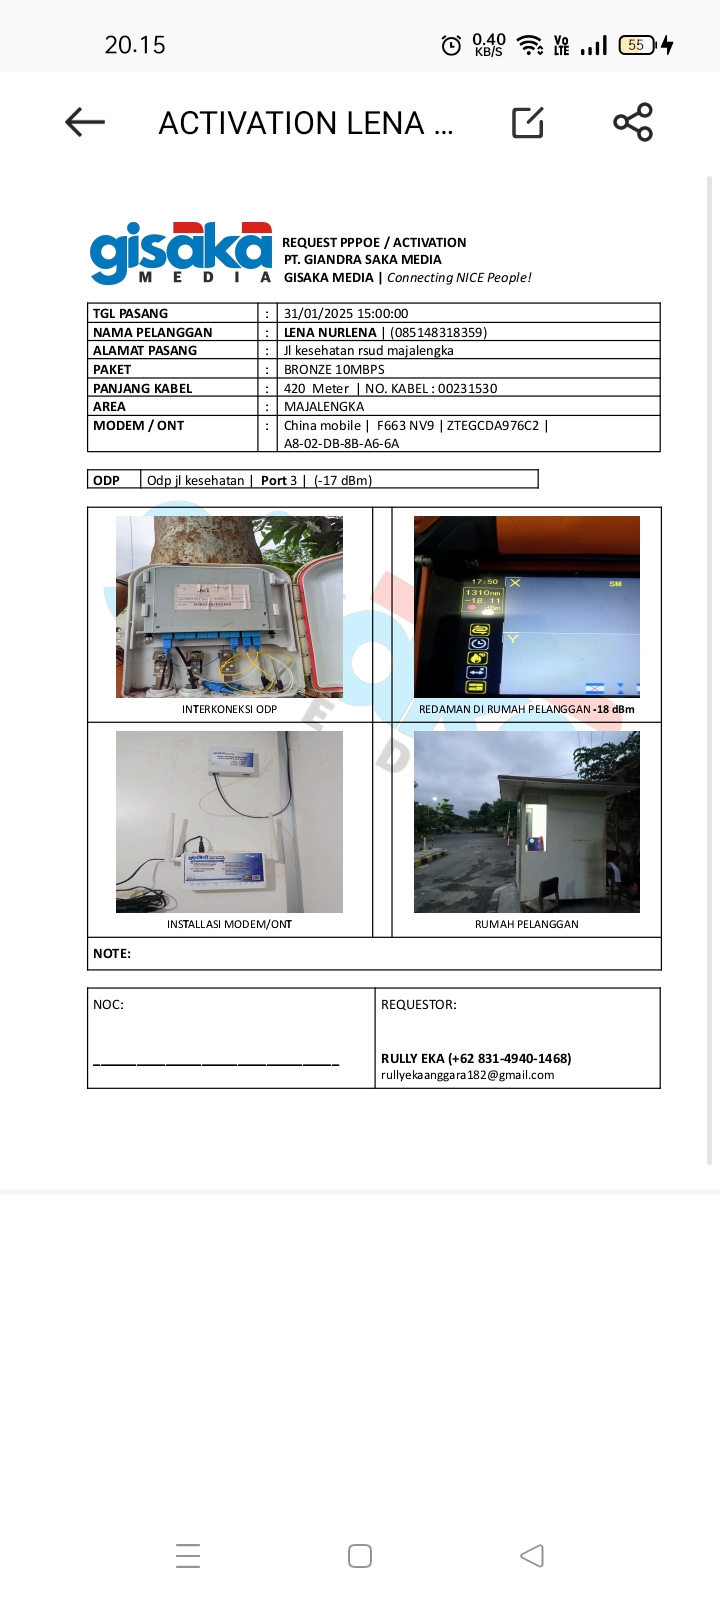 20.15
0.40
KB/S
Vo
LTE
55
ACTIVATION LENA ...
gisaka
MEDIA
REQUEST PPPOE / ACTIVATION
PT. GIANDRA SAKA MEDIA
GISAKA MEDIA | Connecting NICE People!
TGL PASANG : 31/01/2025 15:00:00
NAMA PELANGGAN : LENA NURLENA | (085148318359)
ALAMAT PASANG : Jl kesehatan rsud majalengka
PAKET : BRONZE 10MBPS
PANJANG KABEL : 420 Meter | NO. KABEL : 00231530
AREA : MAJALENGKA
MODEM / ONT : China mobile | F663 NV9 | ZTEGCDA976C2 |
A8-02-DB-8B-A6-6A
ODP Odp jl kesehatan | Port 3 | (-17 dBm)
17:50
SM
1310nm
-18.11
dBm
X
Y
INTERKONEKSI ODP
REDAMAN DI RUMAH PELANGGAN -18 dBm
gisaka
INSTALLASI MODEM/ONT
RUMAH PELANGGAN
NOTE:
NOC:
REQUESTOR:
RULLY EKA (+62 831-4940-1468)
rullyekaanggara182@gmail.com